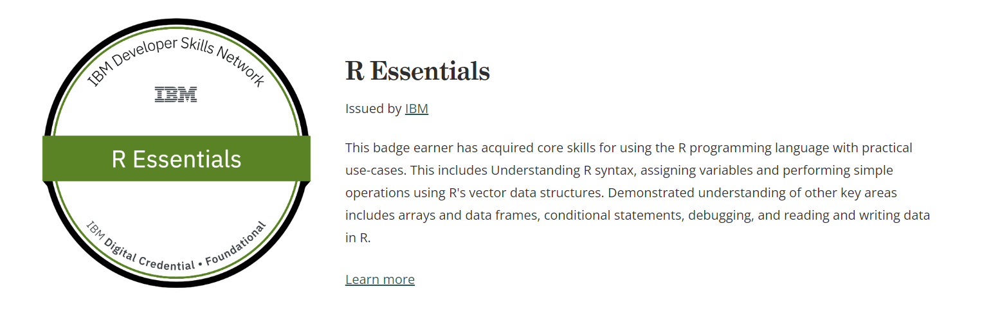 IBM Developer Skills Network
IBM
R Essentials
IBM Digital Credential • Foundational
R Essentials
Issued by IBM
This badge earner has acquired core skills for using the R programming language with practical
use-cases. This includes Understanding R syntax, assigning variables and performing simple
operations using R's vector data structures. Demonstrated understanding of other key areas
includes arrays and data frames, conditional statements, debugging, and reading and writing data
in R.
Learn more